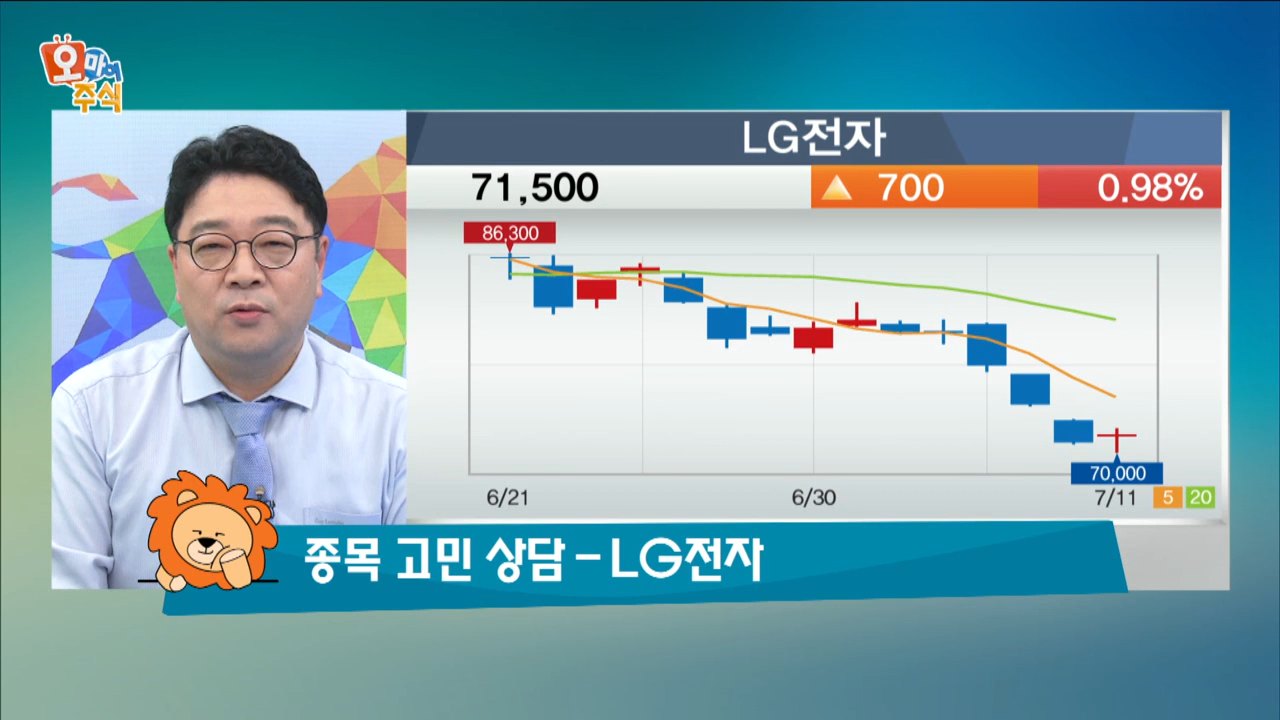 오마이
주식
LG전자
71,500 ▲ 700 0.98%
86,300
70,000
6/21 6/30 7/11 5 20
종목 고민 상담-LG전자